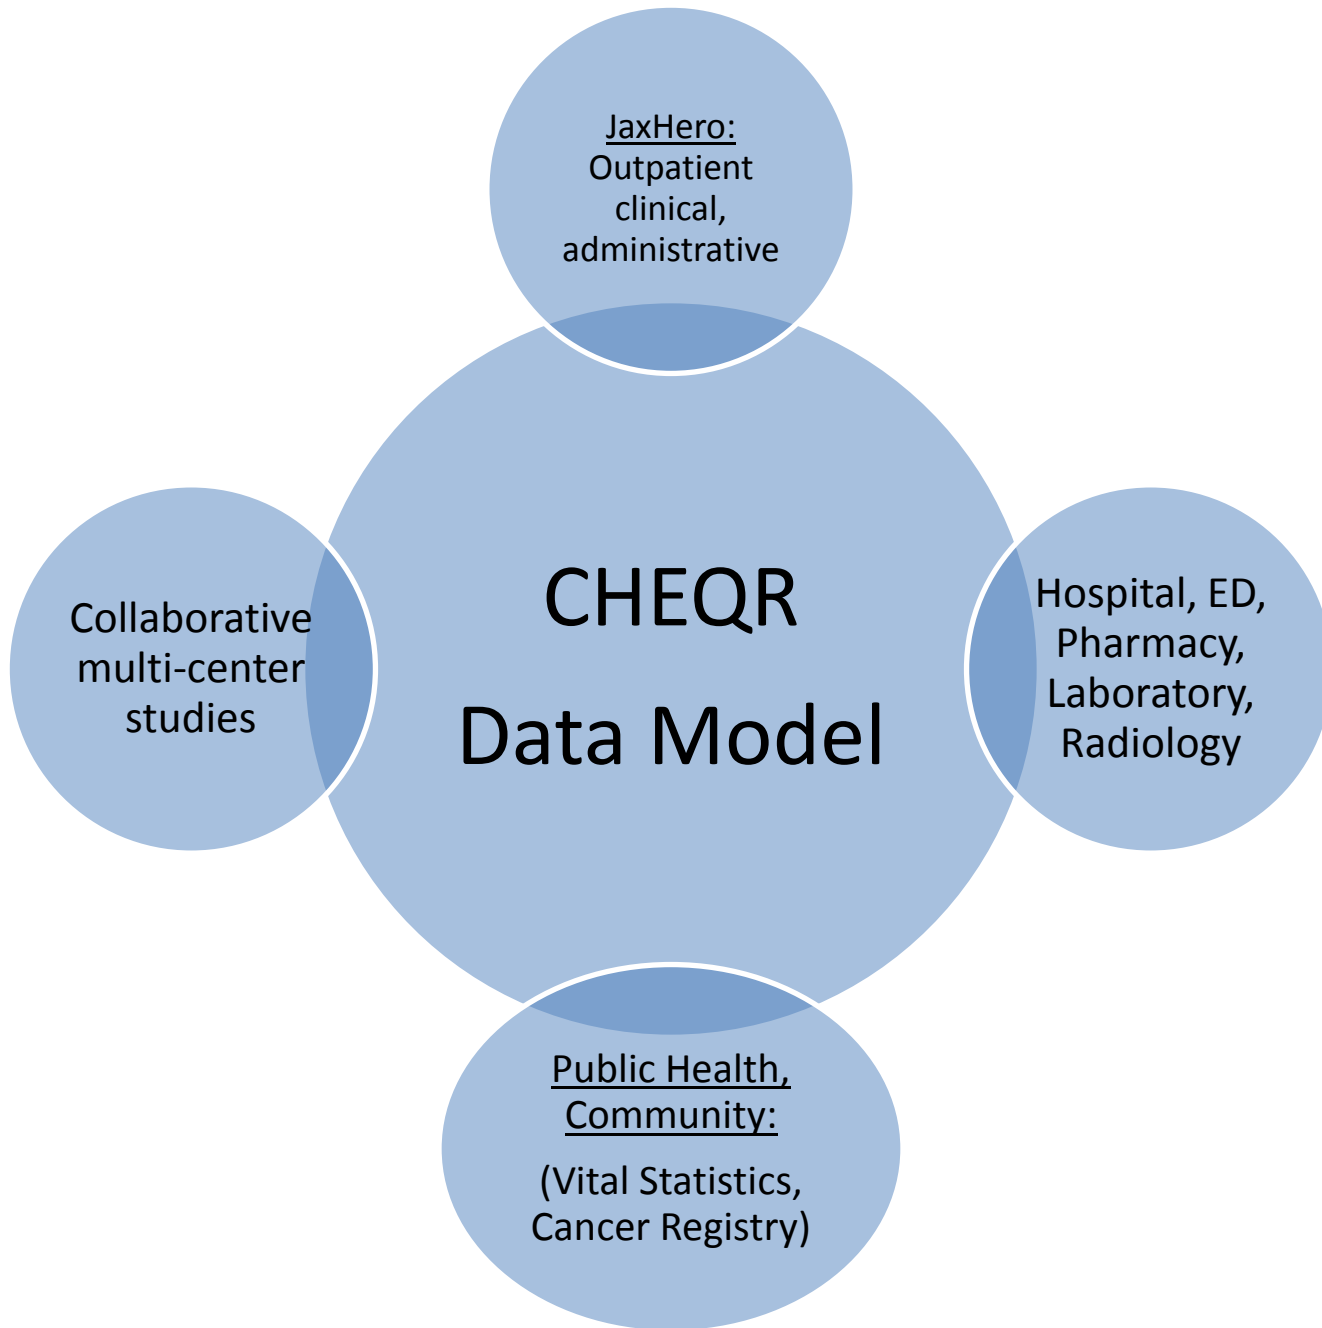 JaxHero:
Outpatient
clinical,
administrative
CHEQR
Data Model
Collaborative
multi-center
studies
Hospital, ED,
Pharmacy,
Laboratory,
Radiology
Public Health,
Community:
(Vital Statistics,
Cancer Registry)